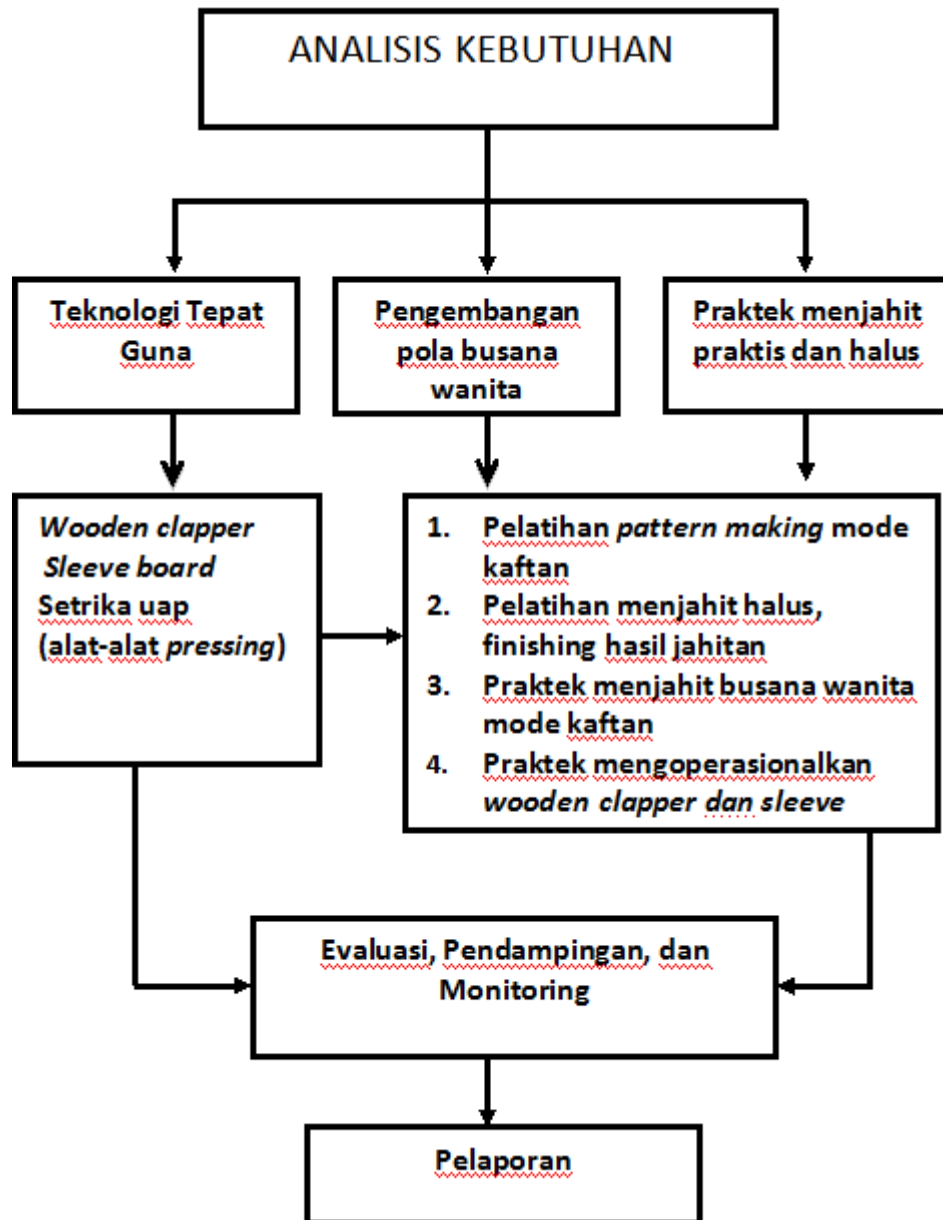 ANALISIS KEBUTUHAN
Teknologi Tepat
Guna
Pengembangan
pola busana
wanita
Praktek menjahit
praktis dan halus
Wooden clapper
Sleeve board
Setrika uap
(alat-alat pressing)
1. Pelatihan pattern making mode
kaftan
2. Pelatihan menjahit halus,
finishing hasil jahitan
3. Praktek menjahit busana wanita
mode kaftan
4. Praktek mengoperasionalkan
wooden clapper dan sleeve
Evaluasi, Pendampingan, dan
Monitoring
Pelaporan